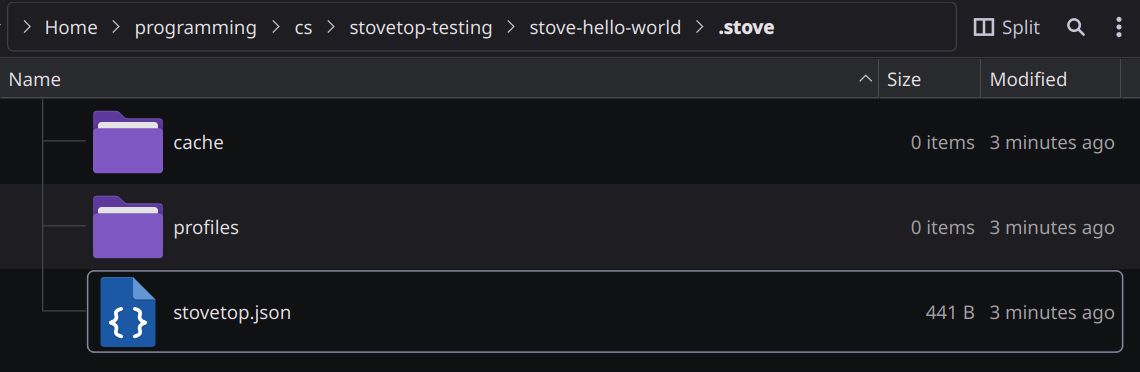 Home > programming > cs > stovetop-testing > stove-hello-world > .stove Split
Name Size Modified
cache 0 items 3 minutes ago
profiles 0 items 3 minutes ago
stovetop.json 441 B 3 minutes ago